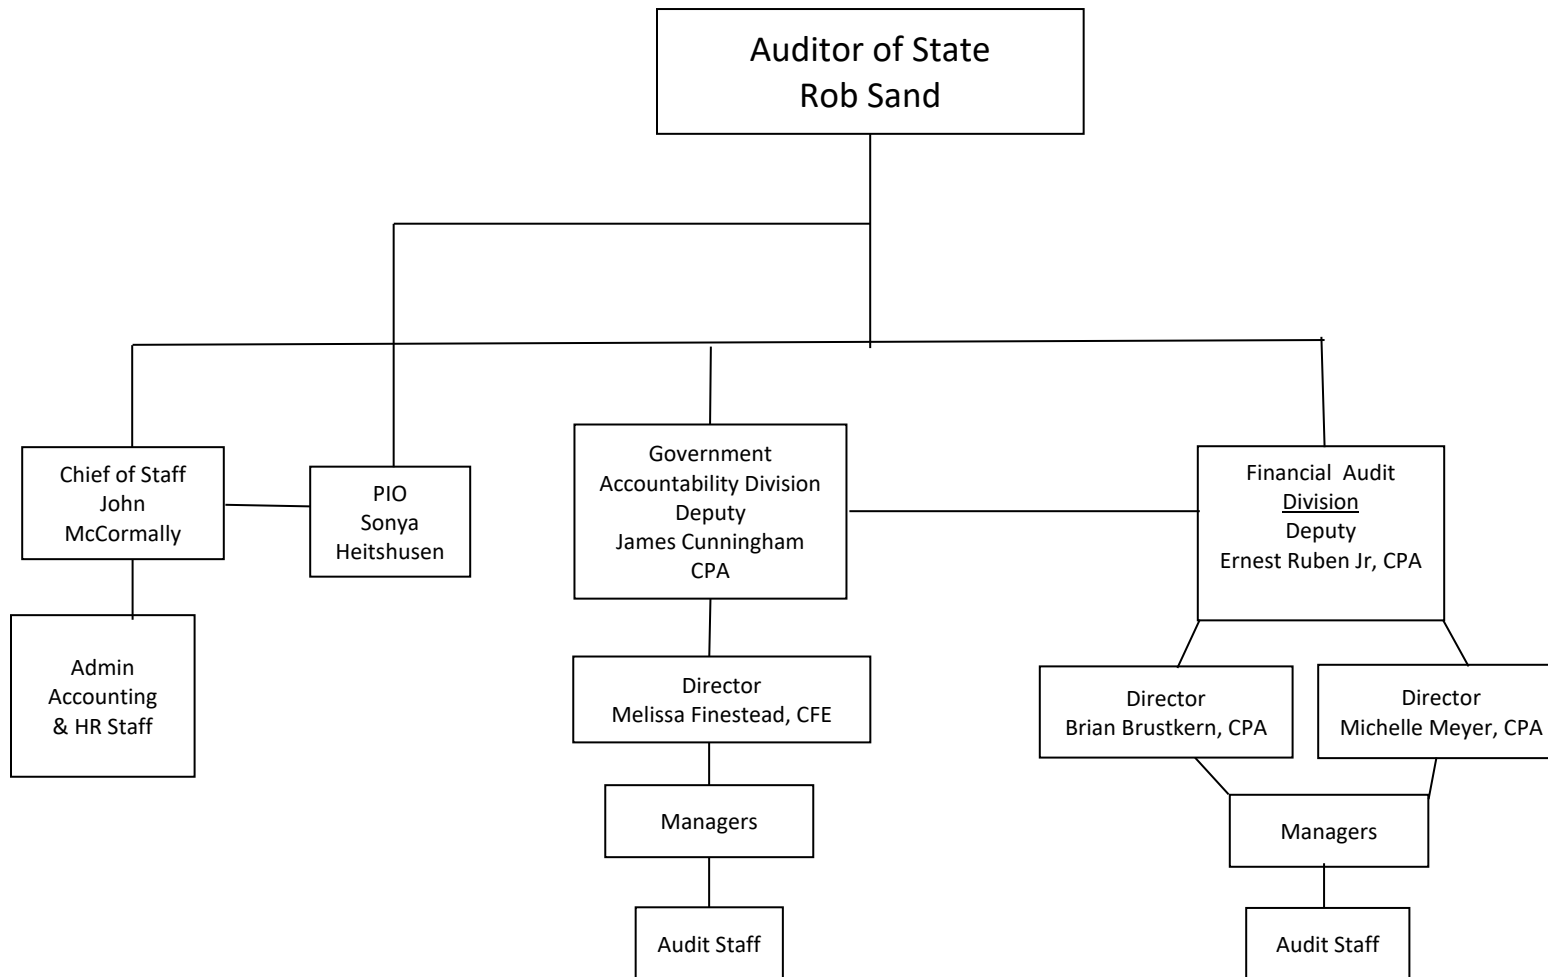 Auditor of State
Rob Sand
Chief of Staff
John
McCormally
PIO
Sonya
Heitshusen
Government
Accountability Division
Deputy
James Cunningham
CPA
Financial Audit
Division
Deputy
Ernest Ruben Jr, CPA
Admin
Accounting
& HR Staff
Director
Melissa Finestead, CFE
Director
Brian Brustkern, CPA
Director
Michelle Meyer, CPA
Managers
Managers
Audit Staff
Audit Staff